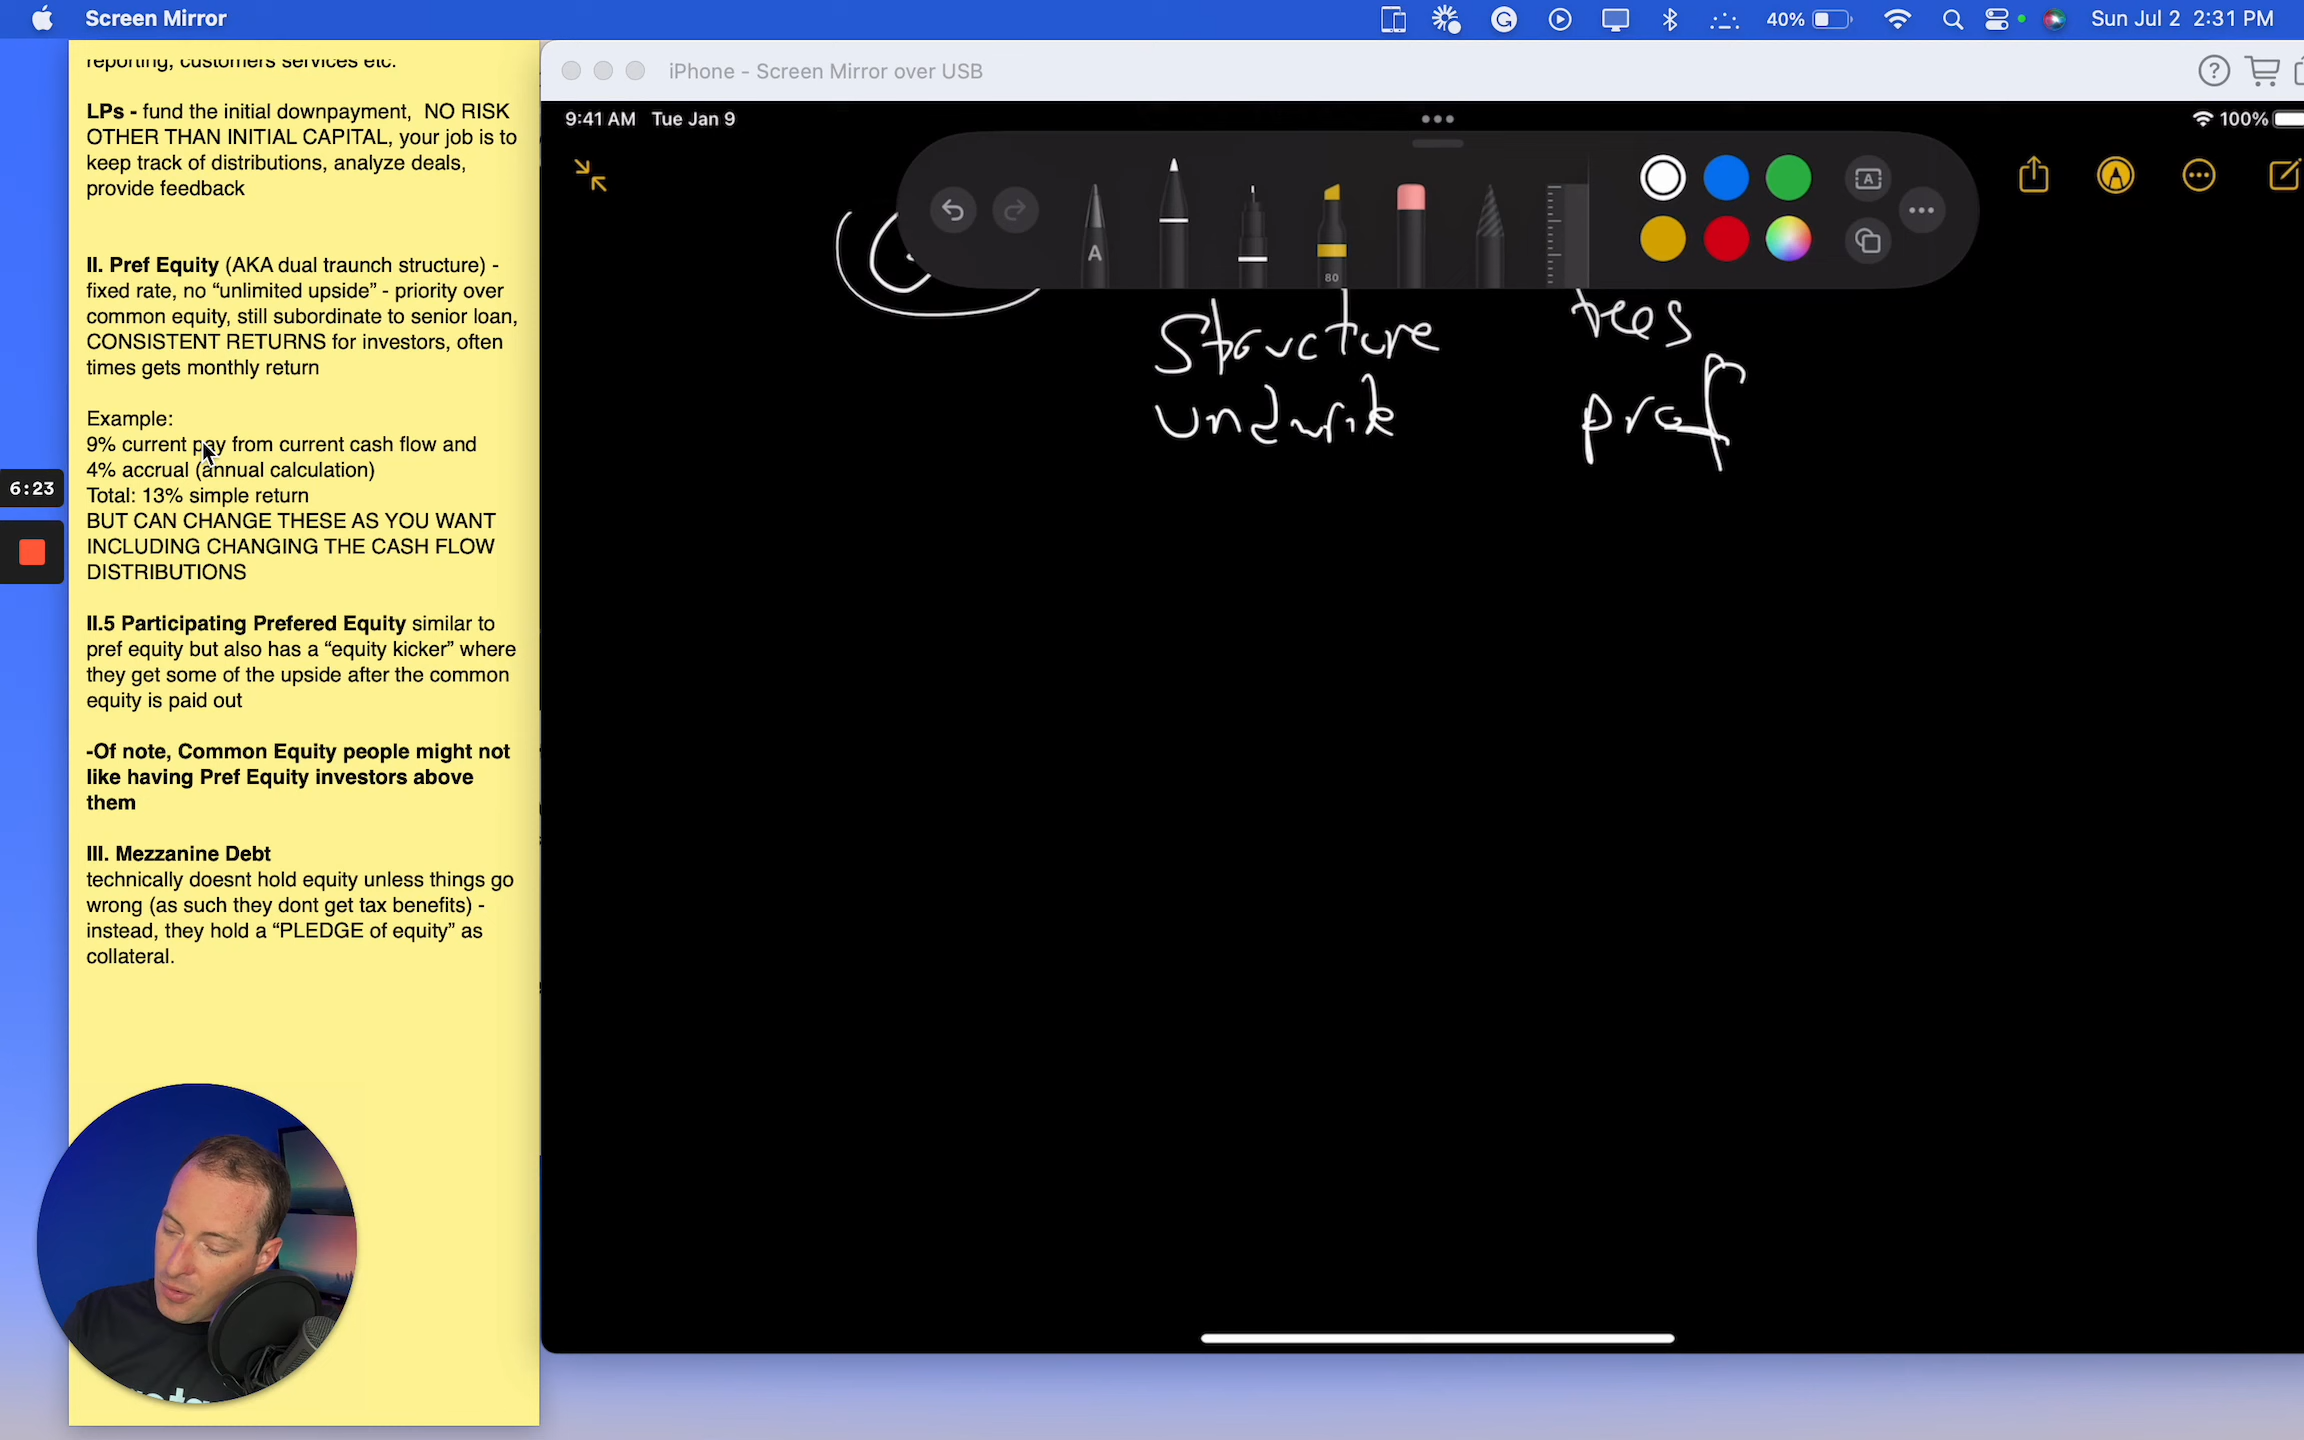 Screen Mirror
40%
Sun Jul 2 2:31 PM
reporting, customers services etc.
LPs - fund the initial downpayment, NO RISK
OTHER THAN INITIAL CAPITAL, your job is to
keep track of distributions, analyze deals,
provide feedback
II. Pref Equity (AKA dual traunch structure) -
fixed rate, no “unlimited upside” - priority over
common equity, still subordinate to senior loan,
CONSISTENT RETURNS for investors, often
times gets monthly return
Example:
9% current pay from current cash flow and
4% accrual (annual calculation)
Total: 13% simple return
BUT CAN CHANGE THESE AS YOU WANT
INCLUDING CHANGING THE CASH FLOW
DISTRIBUTIONS
II.5 Participating Prefered Equity similar to
pref equity but also has a “equity kicker” where
they get some of the upside after the common
equity is paid out
-Of note, Common Equity people might not
like having Pref Equity investors above
them
III. Mezzanine Debt
technically doesnt hold equity unless things go
wrong (as such they dont get tax benefits) -
instead, they hold a “PLEDGE of equity” as
collateral.
6:23
iPhone - Screen Mirror over USB
9:41 AM Tue Jan 9
100%
A
80
A
Structure
fees